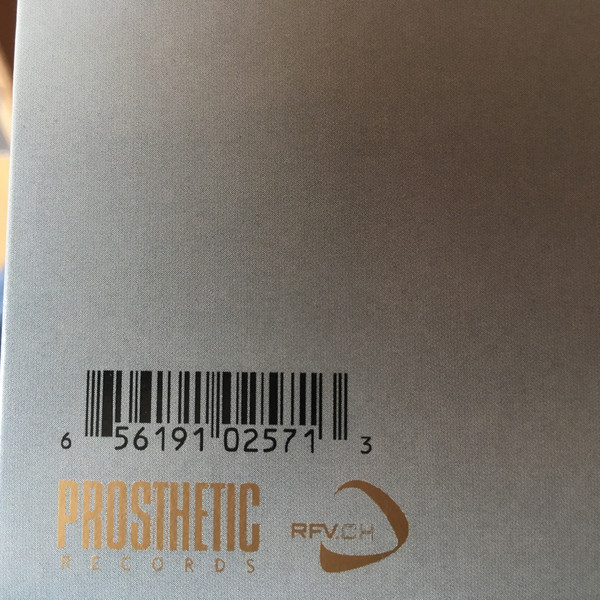 6 56191 02571 3
PROSTHETIC
RECORDS
RFV.CH